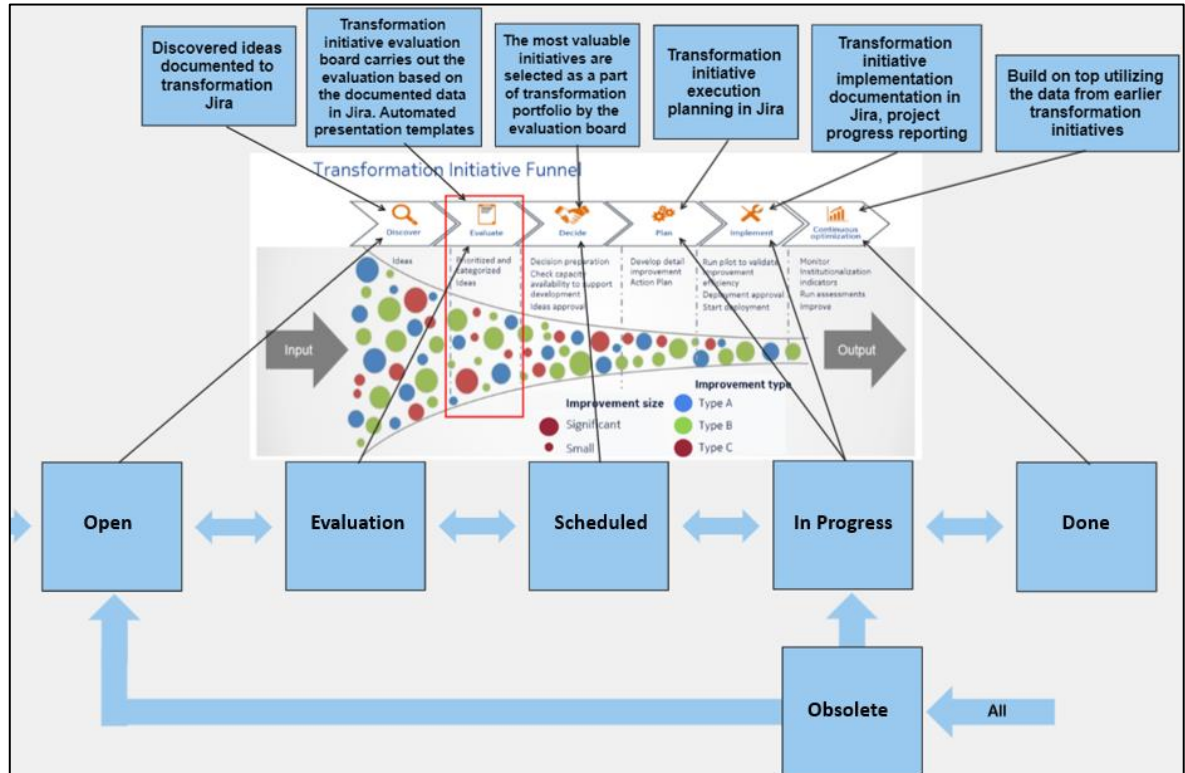 Discovered ideas
documented to
transformation
Jira
Transformation
initiative evaluation
board carries out the
evaluation based on
the documented data
in Jira. Automated
presentation templates
The most valuable
initiatives are
selected as a part
of transformation
portfolio by the
evaluation board
Transformation
initiative
execution
planning in Jira
Transformation
initiative
implementation
documentation in
Jira, project
progress reporting
Build on top utilizing
the data from earlier
transformation
initiatives
Transformation Initiative Funnel
Discover
Evaluate
Decide
Plan
Implement
Continuous
optimization
Ideas
Prioritized and
categorized
Ideas
Decision preparation
Check capacity
availability to support
development
Ideas approval
Develop detail
improvement
Action Plan
Run pilot to validate
improvement
efficiency
Deployment approval
Start deployment
Monitor
Institutionalization
indicators
Run assessments
Improve
Input
Output
Improvement size
Significant
Small
Improvement type
Type A
Type B
Type C
Open
Evaluation
Scheduled
In Progress
Done
Obsolete
All